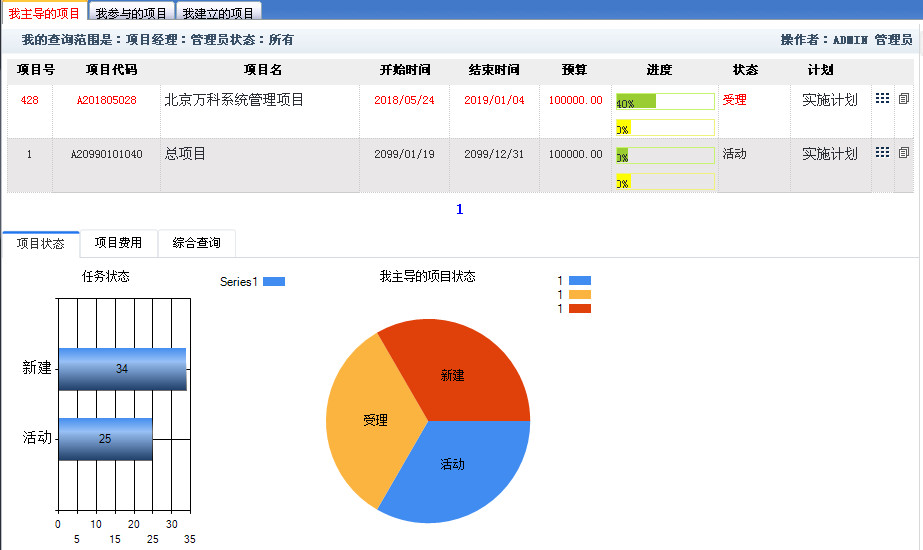 我主导的项目 我参与的项目 我建立的项目
我的查询范围是：项目经理：管理员状态：所有 操作者：ADMIN 管理员
项目号 项目代码 项目名 开始时间 结束时间 预算 进度 状态 计划
428 A201805028 北京万科系统管理项目 2018/05/24 2019/01/04 100000.00 40% 受理 实施计划
0%
1 A20990101040 总项目 2099/01/19 2099/12/31 100000.00 0% 活动 实施计划
0%
1
项目状态 项目费用 综合查询
任务状态 Series1 我主导的项目状态 1
1
1
新建 34 新建
受理
活动 25 活动
0 10 20 30
5 15 25 35